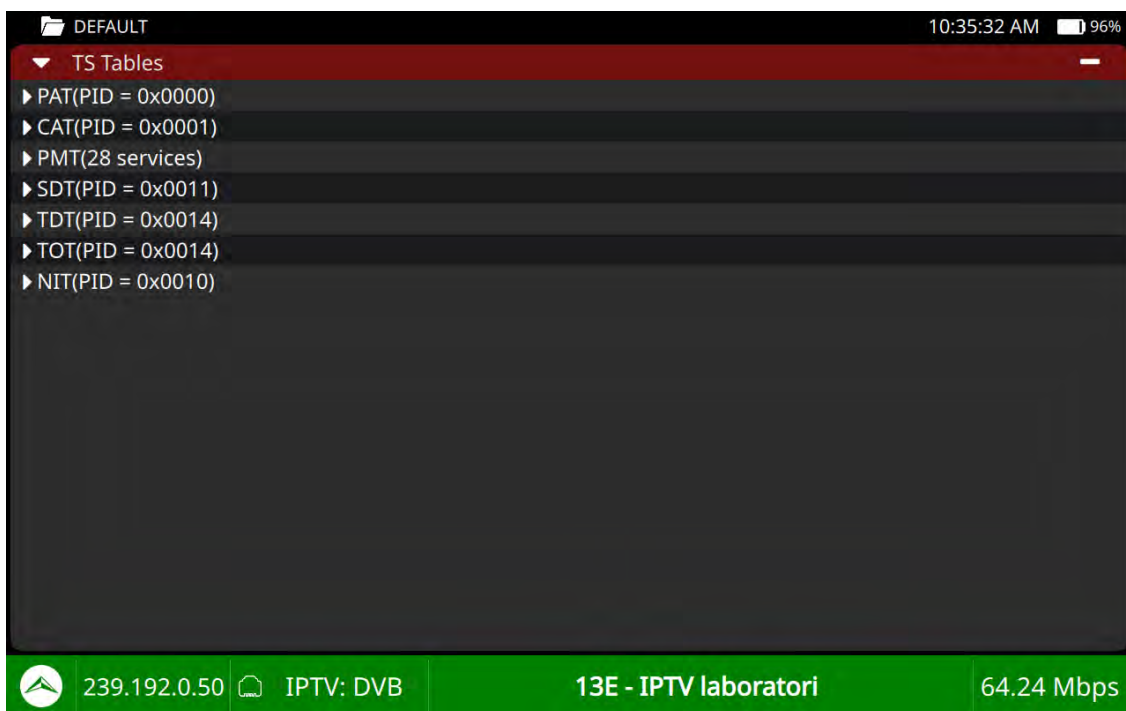 DEFAULT 10:35:32 AM 96%
TS Tables
PAT(PID = 0x0000)
CAT(PID = 0x0001)
PMT(28 services)
SDT(PID = 0x0011)
TDT(PID = 0x0014)
TOT(PID = 0x0014)
NIT(PID = 0x0010)
239.192.0.50 IPTV: DVB 13E - IPTV laboratori 64.24 Mbps